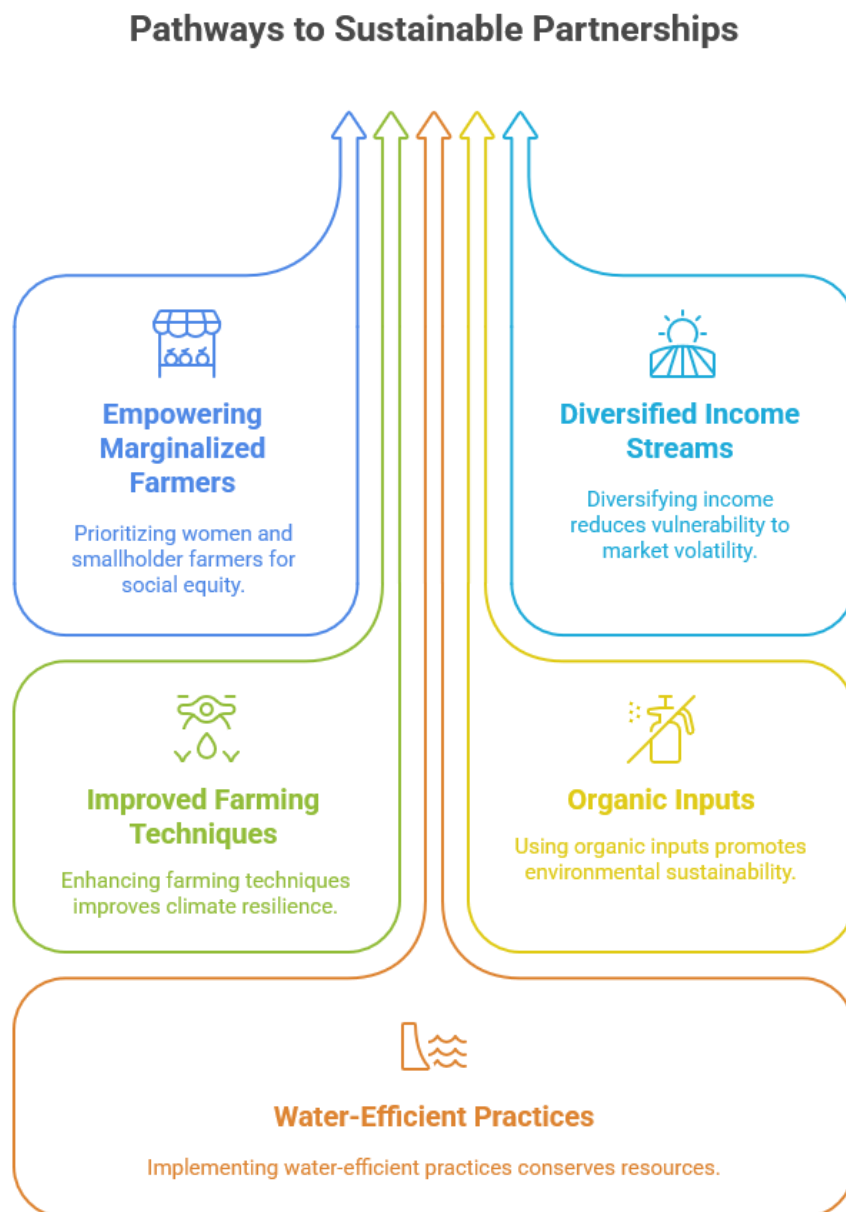 Pathways to Sustainable Partnerships
Empowering
Marginalized
Farmers
Prioritizing women and
smallholder farmers for
social equity.
Diversified Income
Streams
Diversifying income
reduces vulnerability to
market volatility.
Improved Farming
Techniques
Enhancing farming techniques
improves climate resilience.
Organic Inputs
Using organic inputs promotes
environmental sustainability.
Water-Efficient Practices
Implementing water-efficient practices conserves resources.